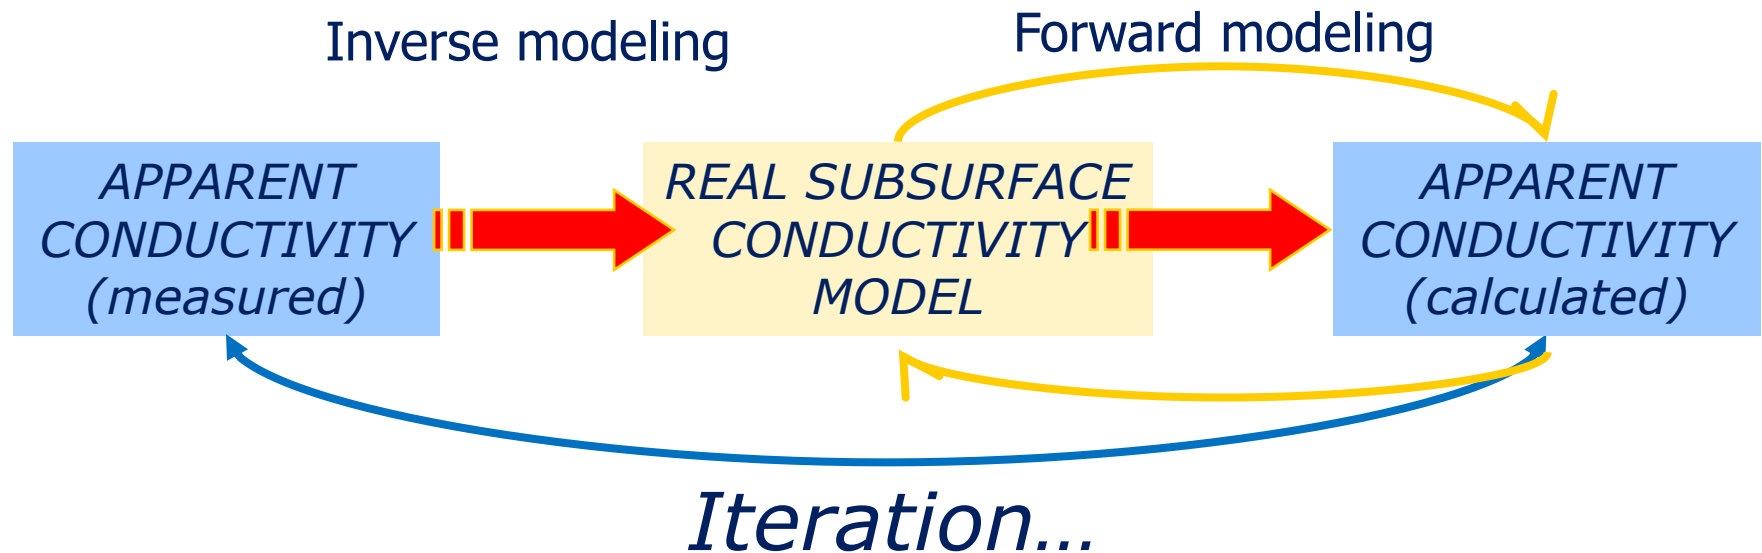 Inverse modeling
Forward modeling
APPARENT
CONDUCTIVITY
(measured)
REAL SUBSURFACE
CONDUCTIVITY
MODEL
APPARENT
CONDUCTIVITY
(calculated)
Iteration...